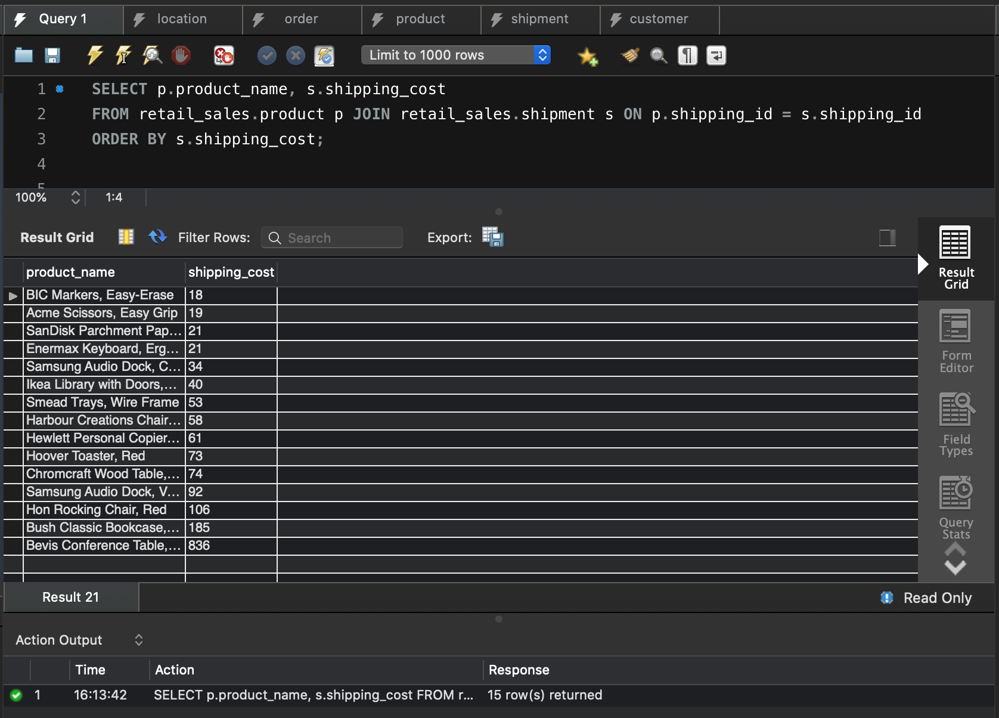 Query 1
location
order
product
shipment
customer
Limit to 1000 rows
1 SELECT p.product_name, s.shipping_cost
2 FROM retail_sales.product p JOIN retail_sales.shipment s ON p.shipping_id = s.shipping_id
3 ORDER BY s.shipping_cost;
4
5
100% 1:4
Result Grid Filter Rows: Search Export:
product_name shipping_cost
BIC Markers, Easy-Erase 18
Acme Scissors, Easy Grip 19
SanDisk Parchment Pap... 21
Enermax Keyboard, Erg... 21
Samsung Audio Dock, C... 34
Ikea Library with Doors,... 40
Smead Trays, Wire Frame 53
Harbour Creations Chair... 58
Hewlett Personal Copier... 61
Hoover Toaster, Red 73
Chromcraft Wood Table,... 74
Samsung Audio Dock, V... 92
Hon Rocking Chair, Red 106
Bush Classic Bookcase,... 185
Bevis Conference Table,... 836
Result
Grid
Form
Editor
Field
Types
Query
Stats
Result 21
Read Only
Action Output
Time Action Response
1 16:13:42 SELECT p.product_name, s.shipping_cost FROM r... 15 row(s) returned